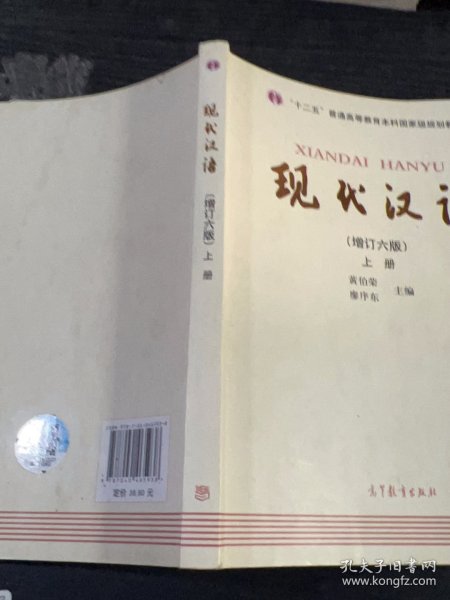 "十二五"普通高等教育本科国家级规划教
XIANDAI HANYU
现代汉语
(增订六版)
上 册
黄伯荣
廖序东 主编
高等教育出版社
现代汉语
(增订六版)上 册
定价 36.80 元
孔夫子旧书网
www.kongfz.com